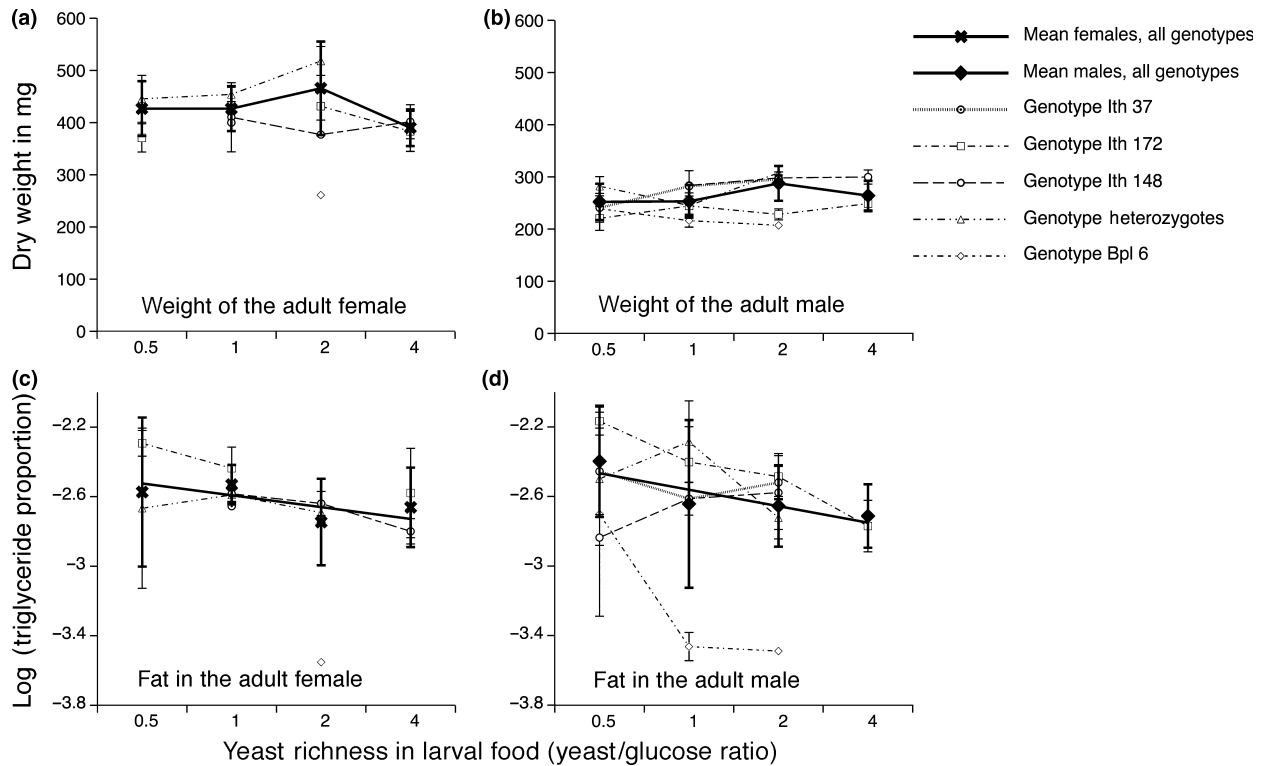 (a)
Dry weight in mg
600
500
400
300
200
100
0
Weight of the adult female
0.5 1 2 4
(b)
600
500
400
300
200
100
0
Weight of the adult male
0.5 1 2 4
Mean females, all genotypes
Mean males, all genotypes
Genotype Ith 37
Genotype Ith 172
Genotype Ith 148
Genotype heterozygotes
Genotype Bpl 6
(c)
Log (triglyceride proportion)
−2.2
−2.6
−3
−3.4
−3.8
Fat in the adult female
0.5 1 2 4
(d)
−2.2
−2.6
−3
−3.4
−3.8
Fat in the adult male
0.5 1 2 4
Yeast richness in larval food (yeast/glucose ratio)